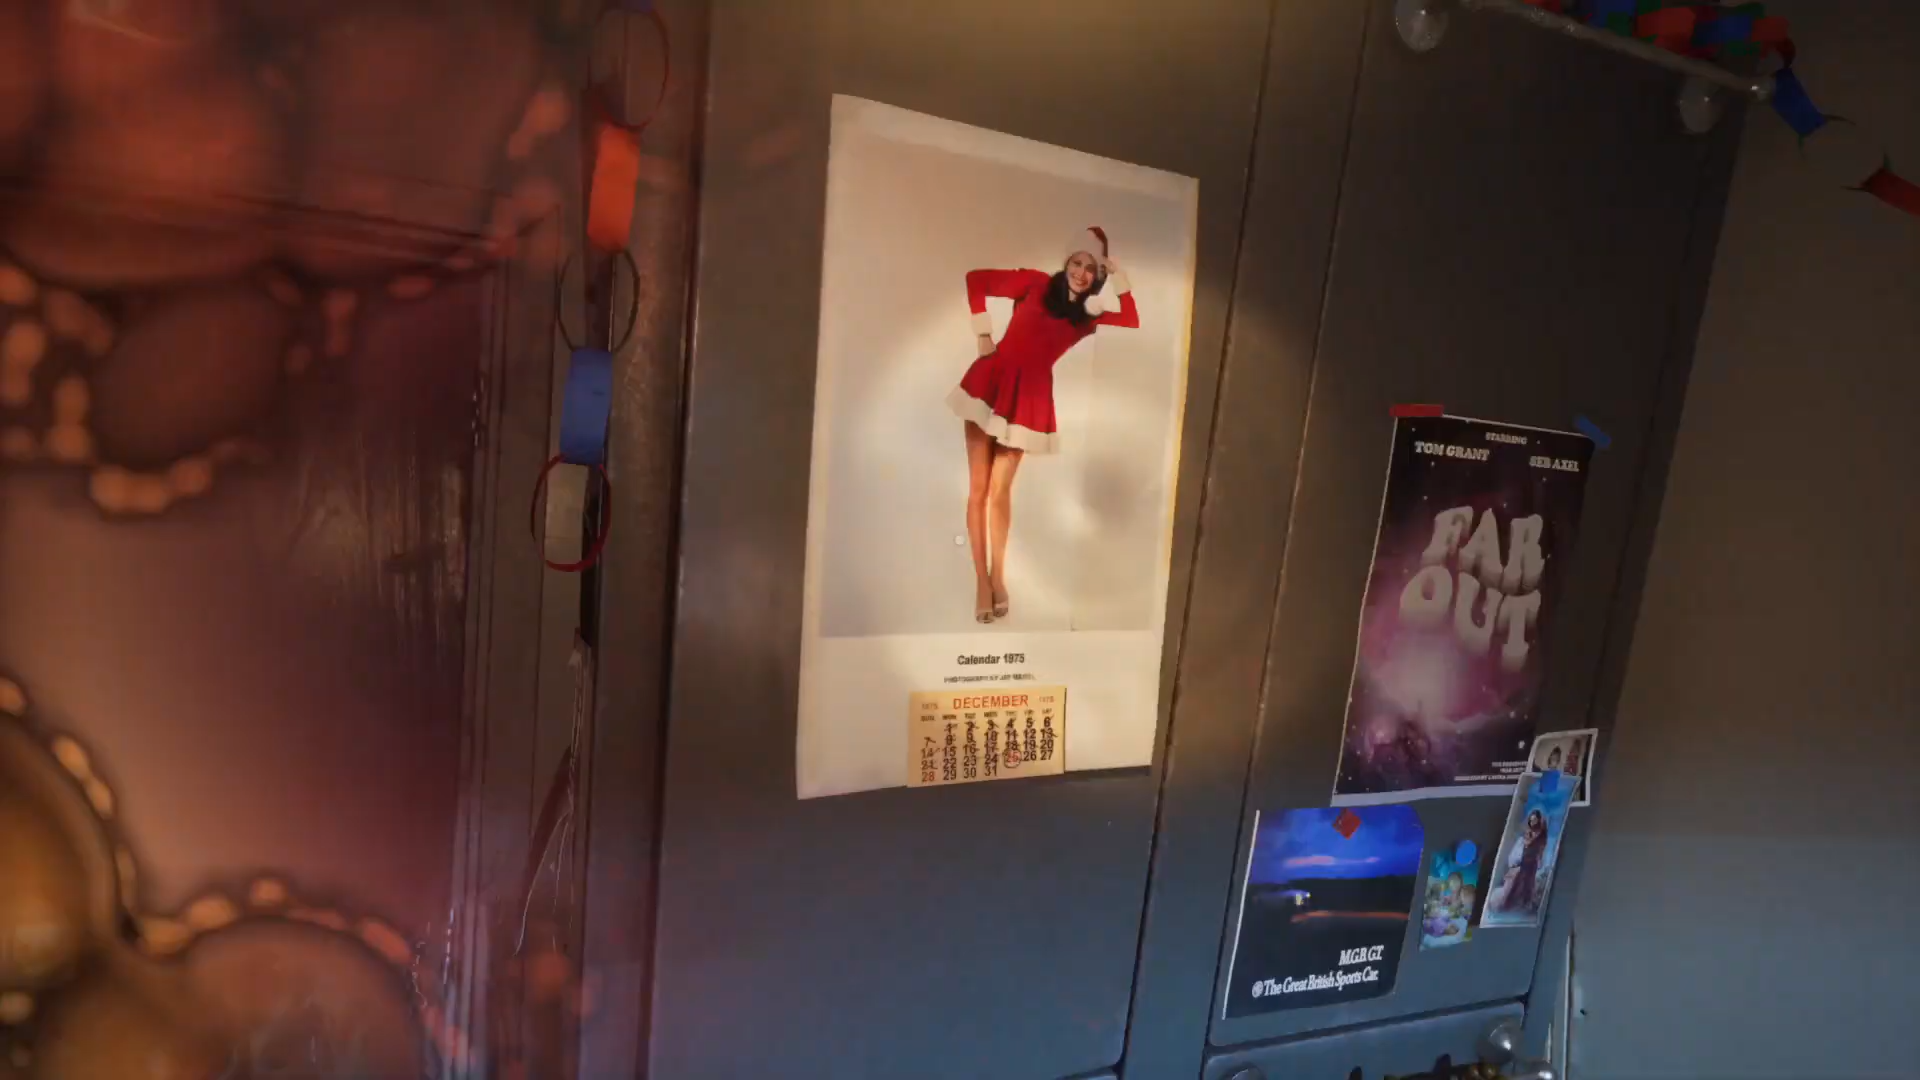 Calendar 1975
1975 DECEMBER 1975
SUN MON TUE WED THU FRI SAT
1 2 3 4 5 6
7 8 9 10 11 12 13
14 15 16 17 18 19 20
21 22 23 24 25 26 27
28 29 30 31
STARRING
TOM GRANT SEB AXEL
FAR
OUT
M.G.B. G.T.
The Great British Sports Car.